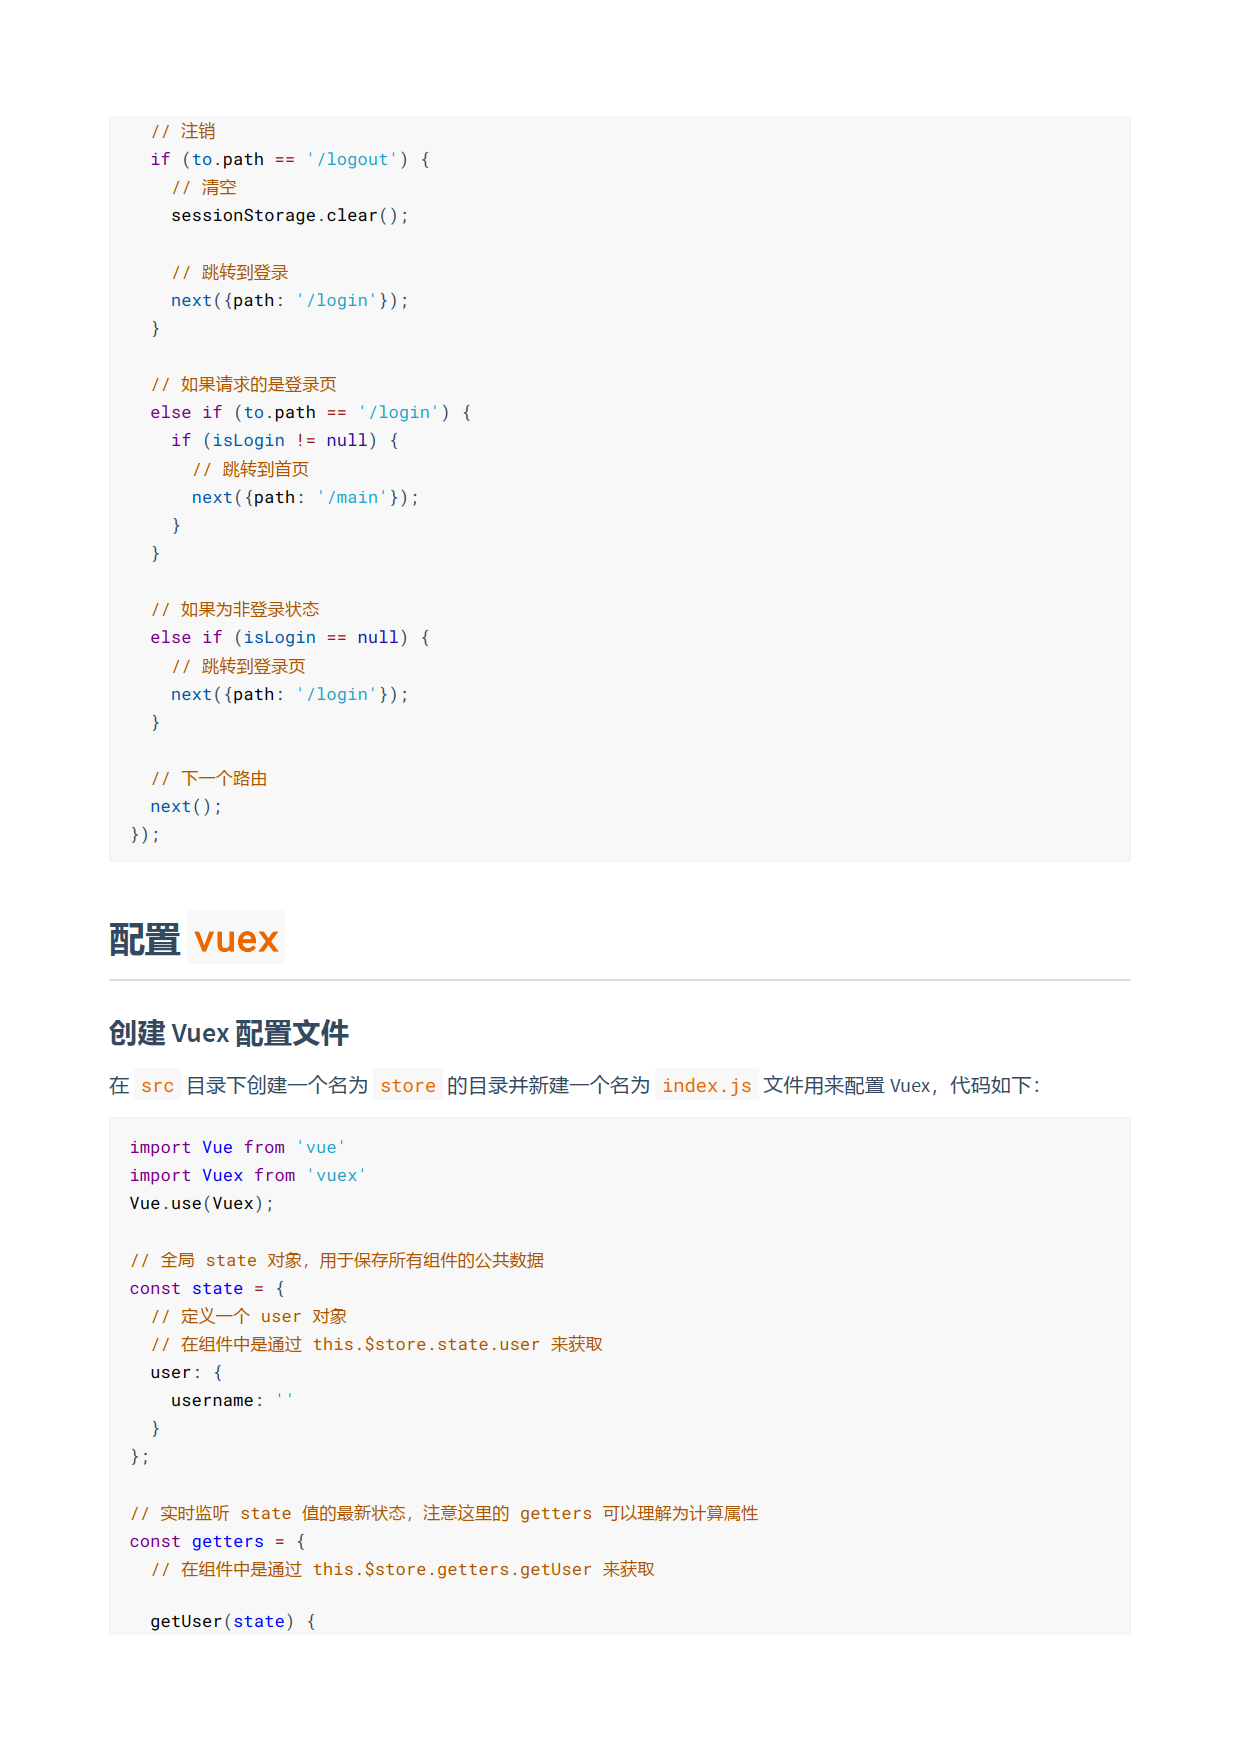 // 注销
if (to.path == '/logout') {
// 清空
sessionStorage.clear();
// 跳转到登录
next({path: '/login'});
}
// 如果请求的是登录页
else if (to.path == '/login') {
if (isLogin != null) {
// 跳转到首页
next({path: '/main'});
}
}
// 如果为非登录状态
else if (isLogin == null) {
// 跳转到登录页
next({path: '/login'});
}
// 下一个路由
next();
});
配置 vuex
创建 Vuex 配置文件
在 src 目录下创建一个名为 store 的目录并新建一个名为 index.js 文件用来配置 Vuex，代码如下：
import Vue from 'vue'
import Vuex from 'vuex'
Vue.use(Vuex);
// 全局 state 对象，用于保存所有组件的公共数据
const state = {
// 定义一个 user 对象
// 在组件中是通过 this.$store.state.user 来获取
user: {
username: ''
}
};
// 实时监听 state 值的最新状态，注意这里的 getters 可以理解为计算属性
const getters = {
// 在组件中是通过 this.$store.getters.getUser 来获取
getUser(state) {